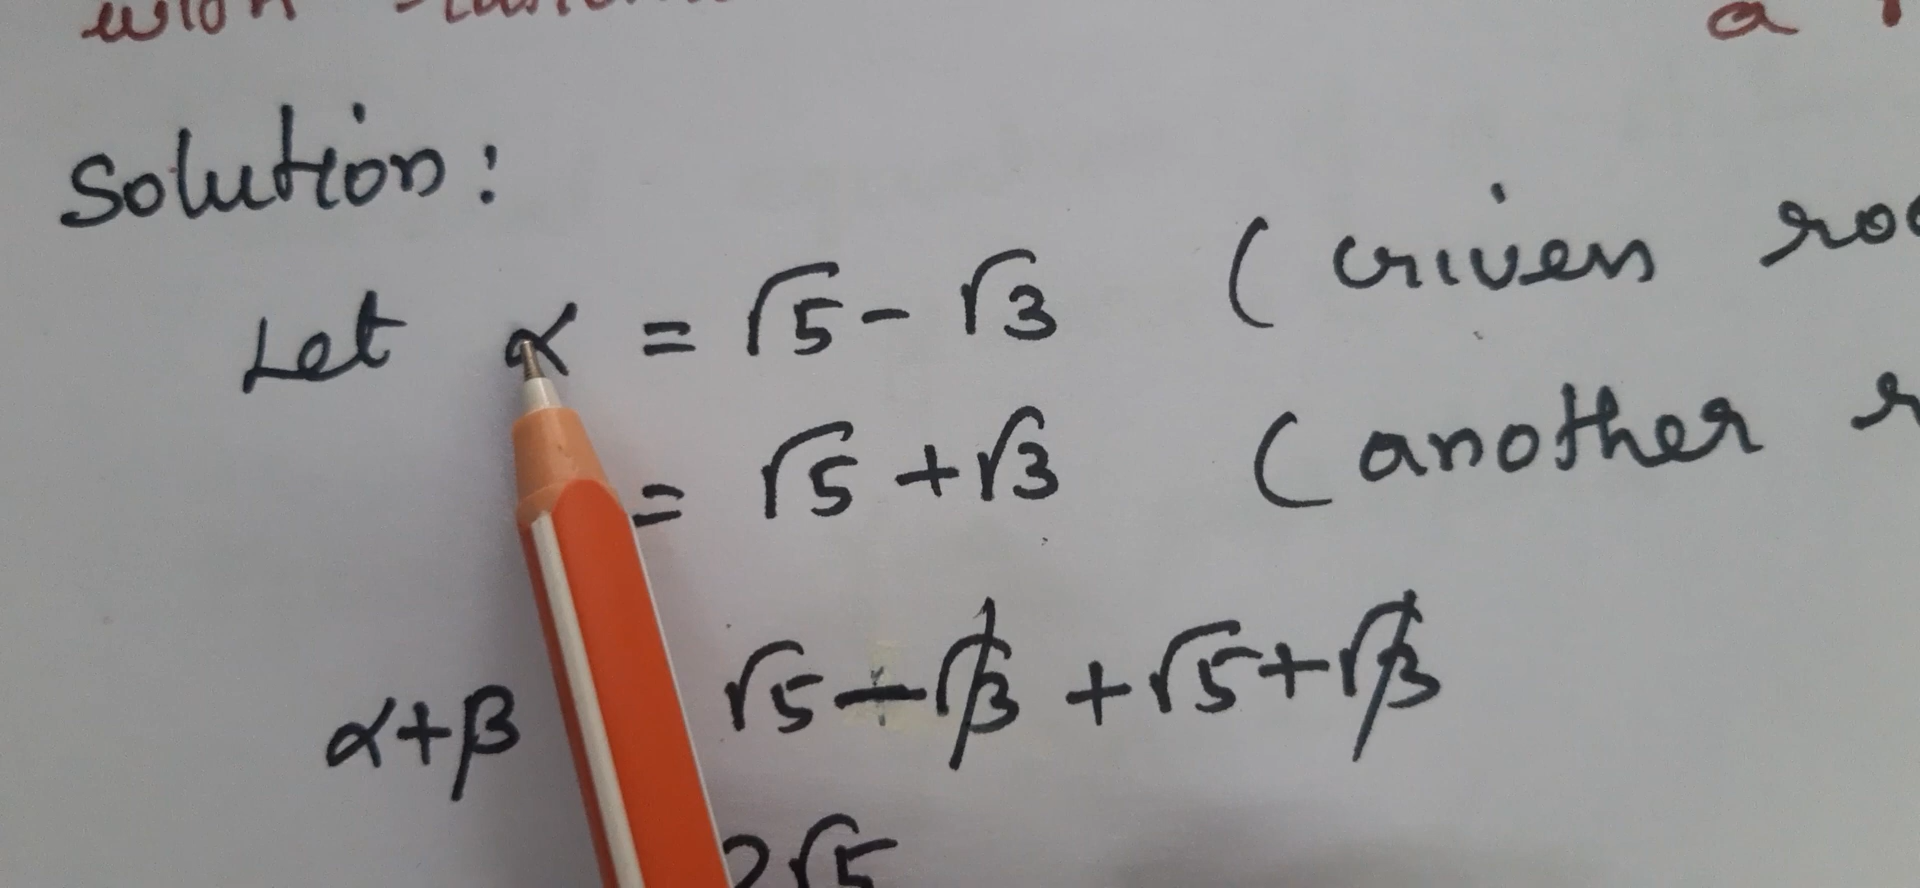 a
Solution:
Let α = √5 - √3 (Given
= √5 + √3 (another
α+β √5 - √3 + √5 + √3
2√5